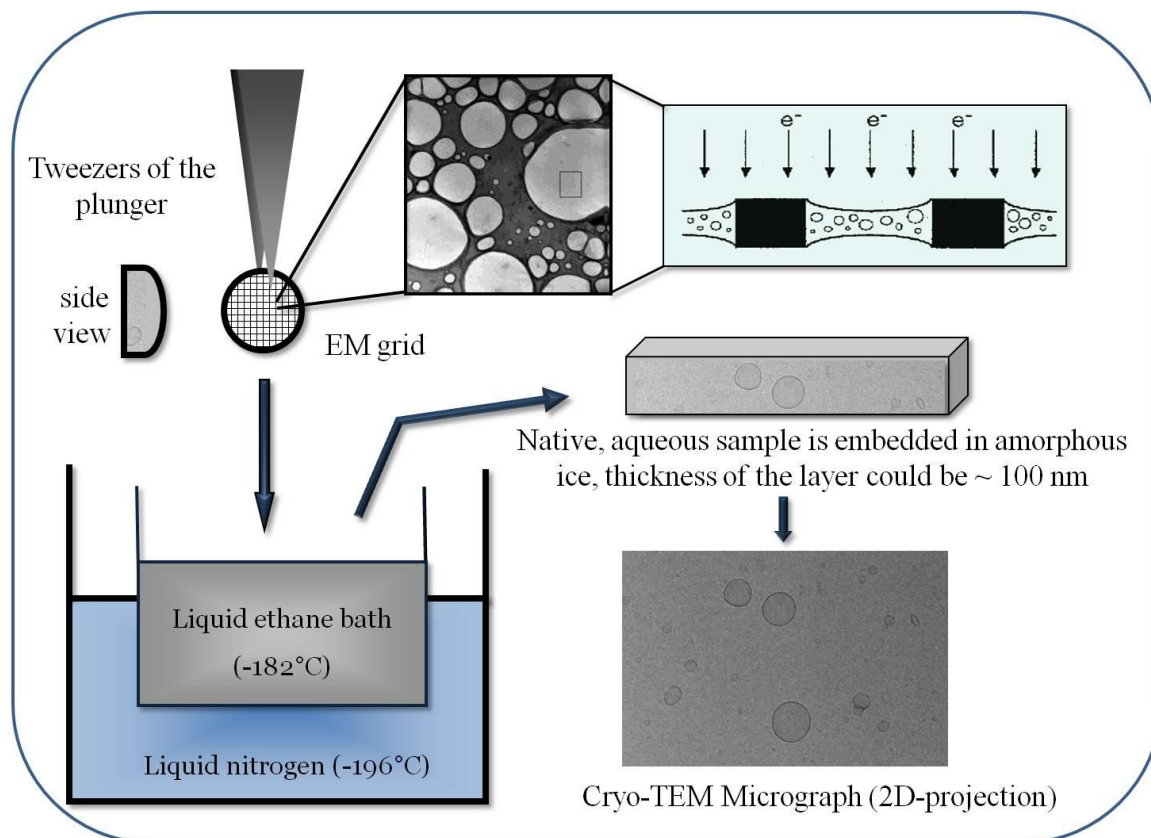 e- e- e-
Tweezers of the
plunger
side
view
EM grid
Native, aqueous sample is embedded in amorphous
ice, thickness of the layer could be ~ 100 nm
Liquid ethane bath
(-182°C)
Liquid nitrogen (-196°C)
Cryo-TEM Micrograph (2D-projection)